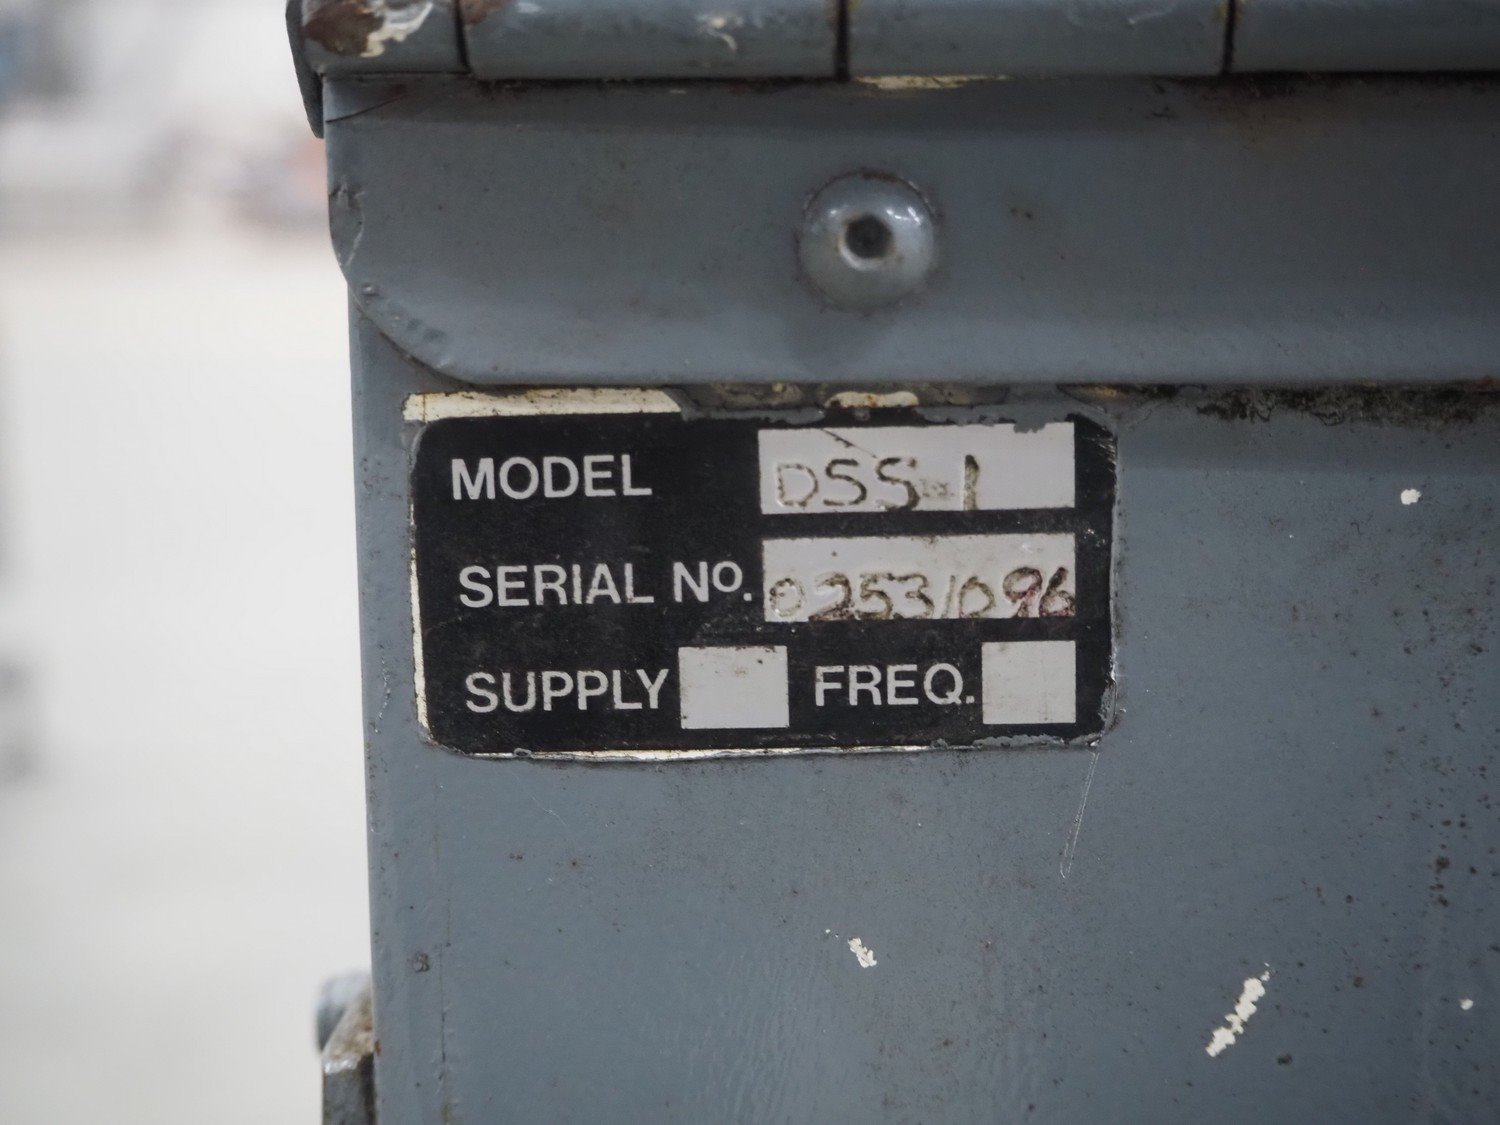 MODEL DSS-1
SERIAL No. 0253/096
SUPPLY FREQ.